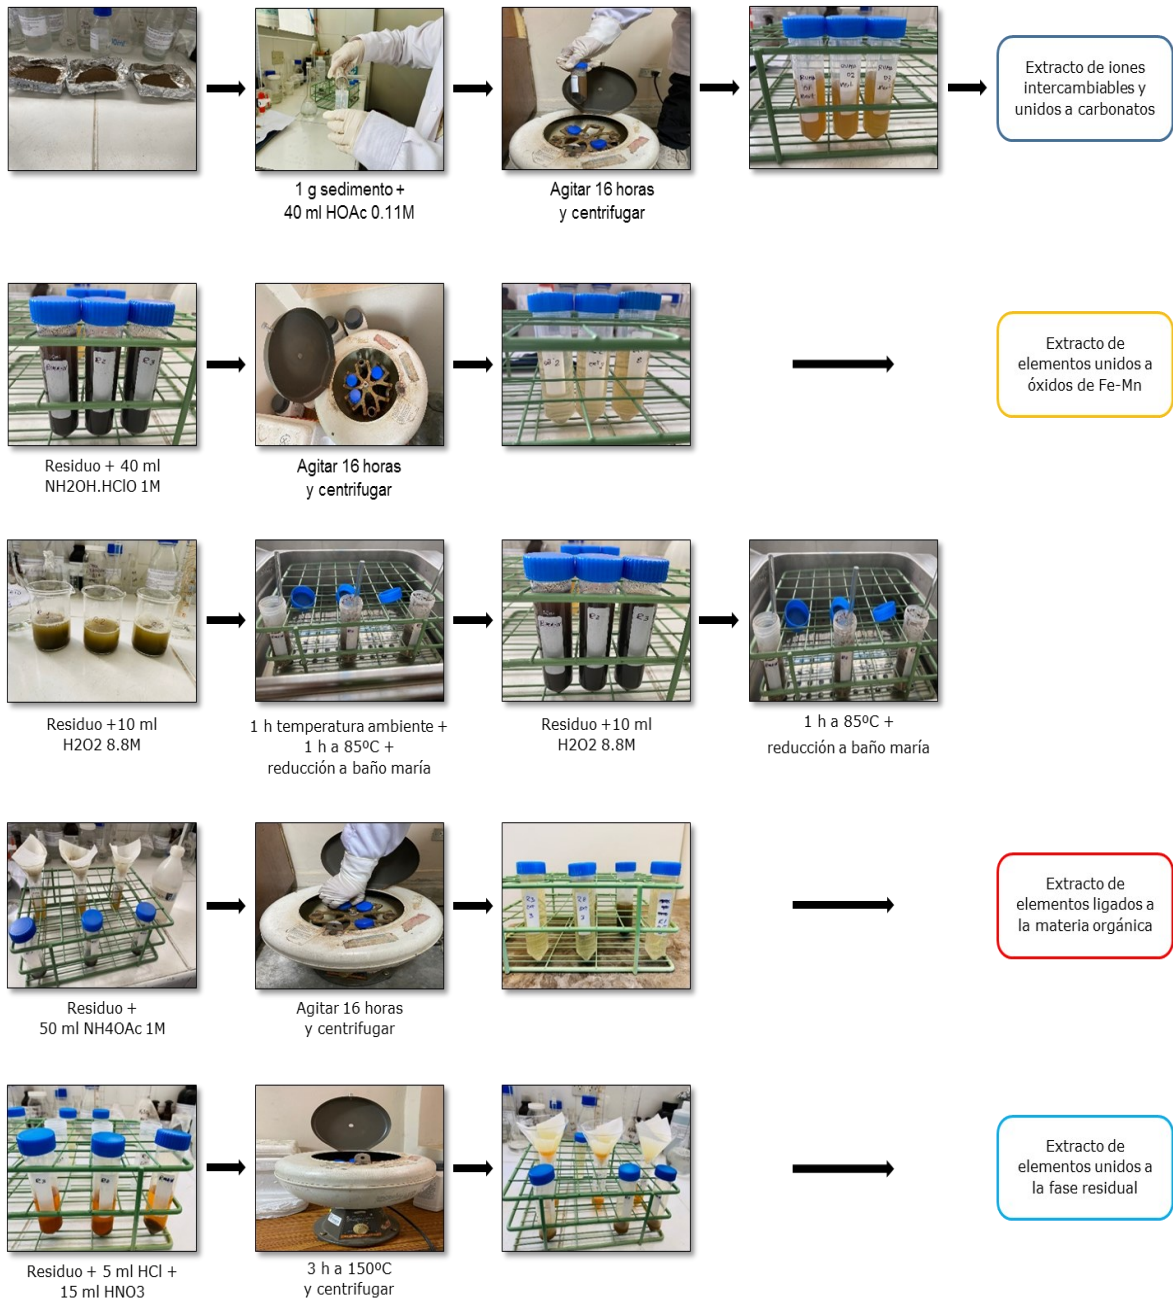 Extracto de iones
intercambiables y
unidos a carbonatos
1 g sedimento +
40 ml HOAc 0.11M
Agitar 16 horas
y centrifugar
Extracto de
elementos unidos a
óxidos de Fe-Mn
Residuo + 40 ml
NH2OH.HClO 1M
Agitar 16 horas
y centrifugar
Residuo +10 ml
H2O2 8.8M
1 h temperatura ambiente +
1 h a 85ºC +
reducción a baño maría
Residuo +10 ml
H2O2 8.8M
1 h a 85ºC +
reducción a baño maría
Extracto de
elementos ligados a
la materia orgánica
Residuo +
50 ml NH4OAc 1M
Agitar 16 horas
y centrifugar
Extracto de
elementos unidos a
la fase residual
Residuo + 5 ml HCl +
15 ml HNO3
3 h a 150ºC
y centrifugar